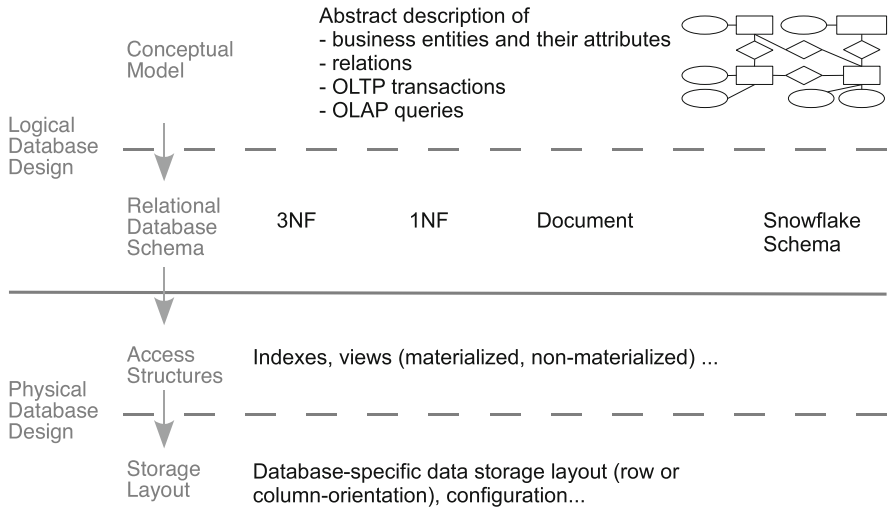 Conceptual
Model
Abstract description of
- business entities and their attributes
- relations
- OLTP transactions
- OLAP queries
Logical
Database
Design
Relational
Database
Schema
3NF
1NF
Document
Snowflake
Schema
Access
Structures
Indexes, views (materialized, non-materialized) ...
Physical
Database
Design
Storage
Layout
Database-specific data storage layout (row or
column-orientation), configuration...